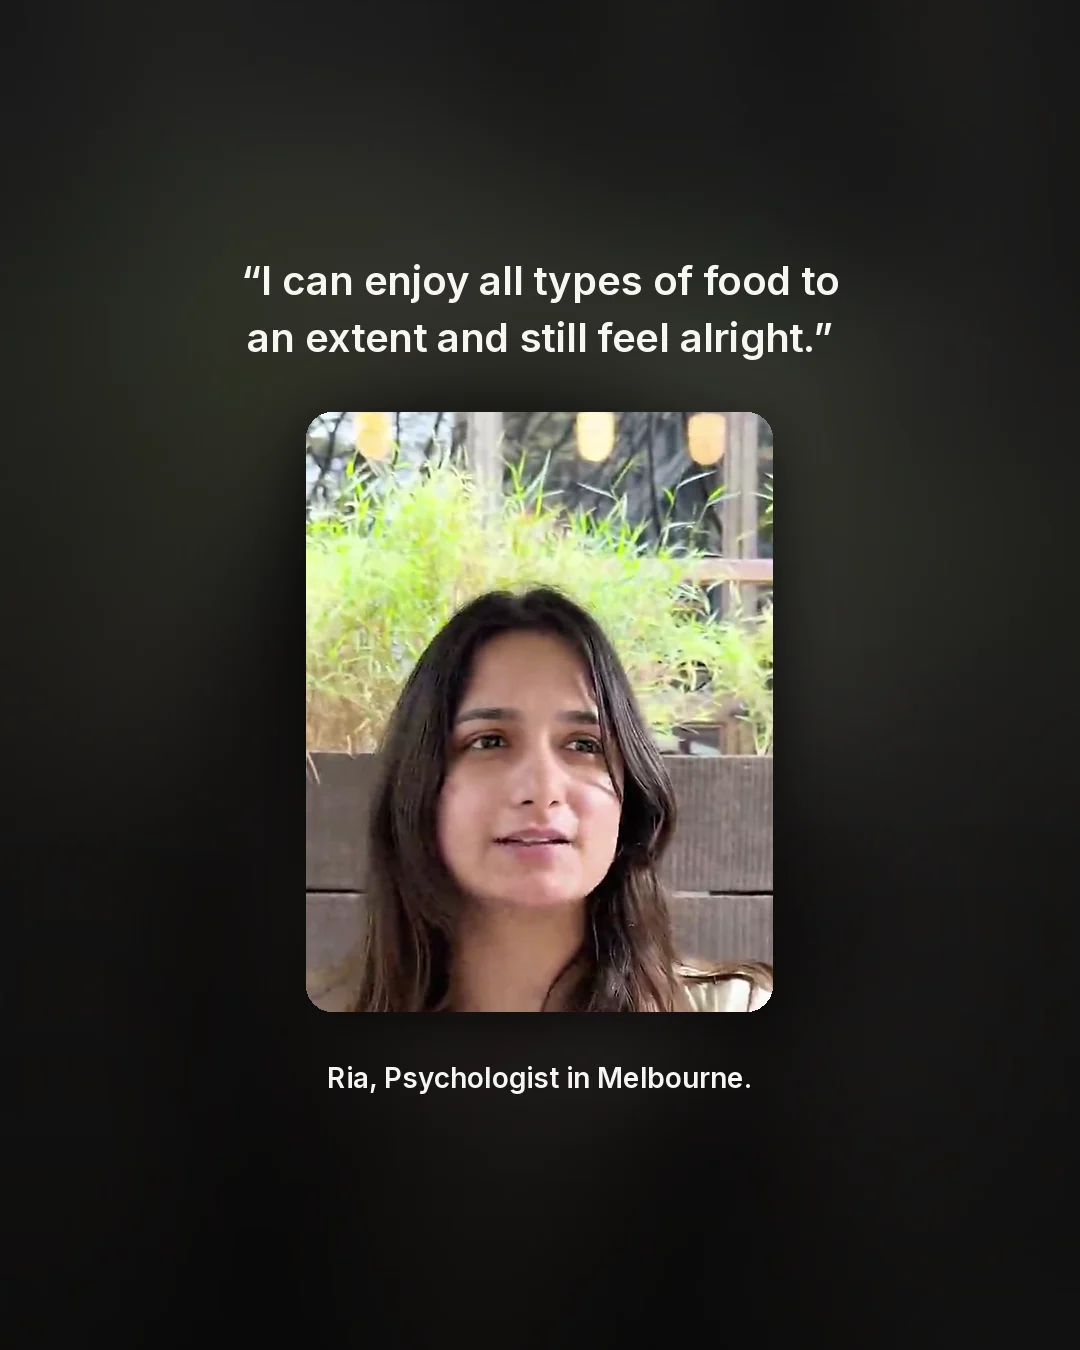 “I can enjoy all types of food to
an extent and still feel alright.”
Ria, Psychologist in Melbourne.